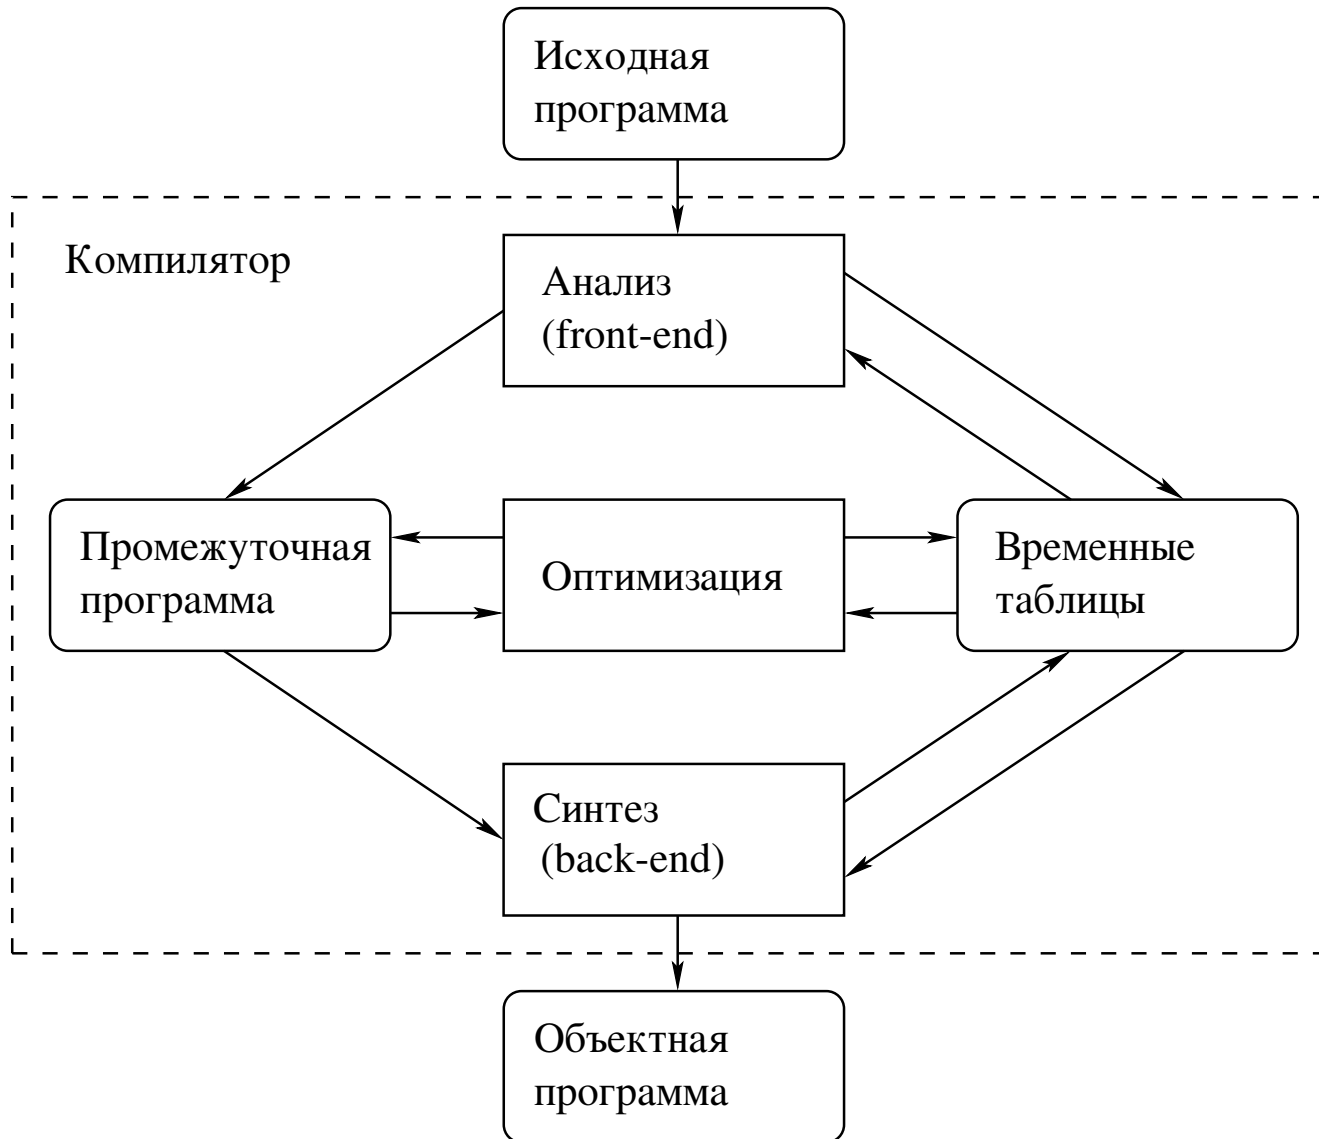 Исходная
программа
Компилятор
Анализ
(front-end)
Промежуточная
программа
Оптимизация
Временные
таблицы
Синтез
(back-end)
Объектная
программа